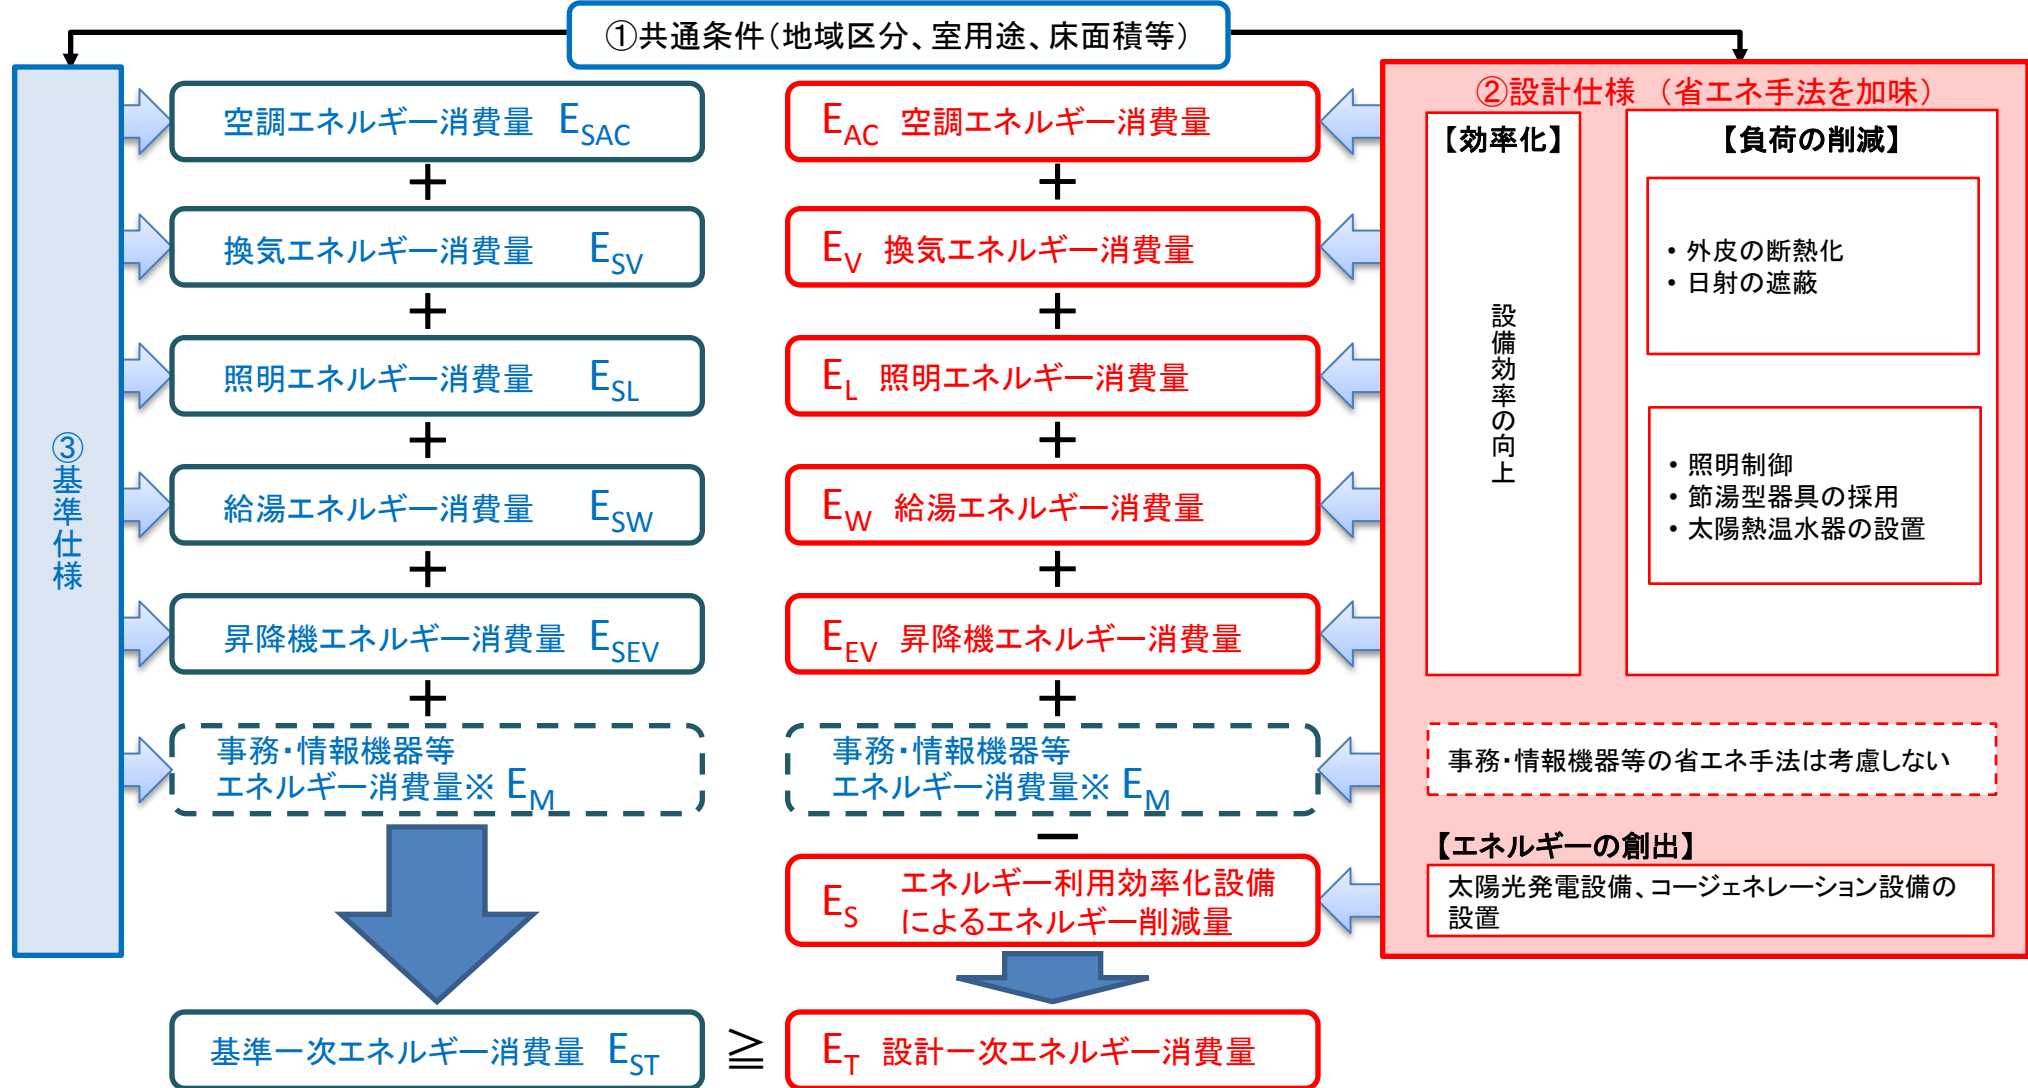 ①共通条件（地域区分、室用途、床面積等）
③基準仕様
空調エネルギー消費量 E_SAC
＋
換気エネルギー消費量 E_SV
＋
照明エネルギー消費量 E_SL
＋
給湯エネルギー消費量 E_SW
＋
昇降機エネルギー消費量 E_SEV
＋
事務・情報機器等
エネルギー消費量※ E_M
基準一次エネルギー消費量 E_ST
≧
E_AC 空調エネルギー消費量
＋
E_V 換気エネルギー消費量
＋
E_L 照明エネルギー消費量
＋
E_W 給湯エネルギー消費量
＋
E_EV 昇降機エネルギー消費量
＋
事務・情報機器等
エネルギー消費量※ E_M
－
E_S エネルギー利用効率化設備
によるエネルギー削減量
E_T 設計一次エネルギー消費量
②設計仕様 （省エネ手法を加味）
【効率化】
設備効率の向上
【負荷の削減】
・外皮の断熱化
・日射の遮蔽
・照明制御
・節湯型器具の採用
・太陽熱温水器の設置
事務・情報機器等の省エネ手法は考慮しない
【エネルギーの創出】
太陽光発電設備、コージェネレーション設備の
設置